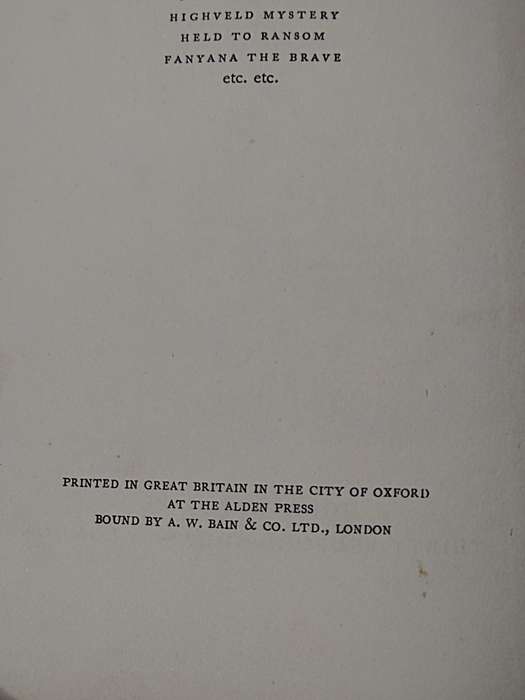 HIGHVELD MYSTERY
HELD TO RANSOM
FANYANA THE BRAVE
etc. etc.
PRINTED IN GREAT BRITAIN IN THE CITY OF OXFORD
AT THE ALDEN PRESS
BOUND BY A. W. BAIN & CO. LTD., LONDON